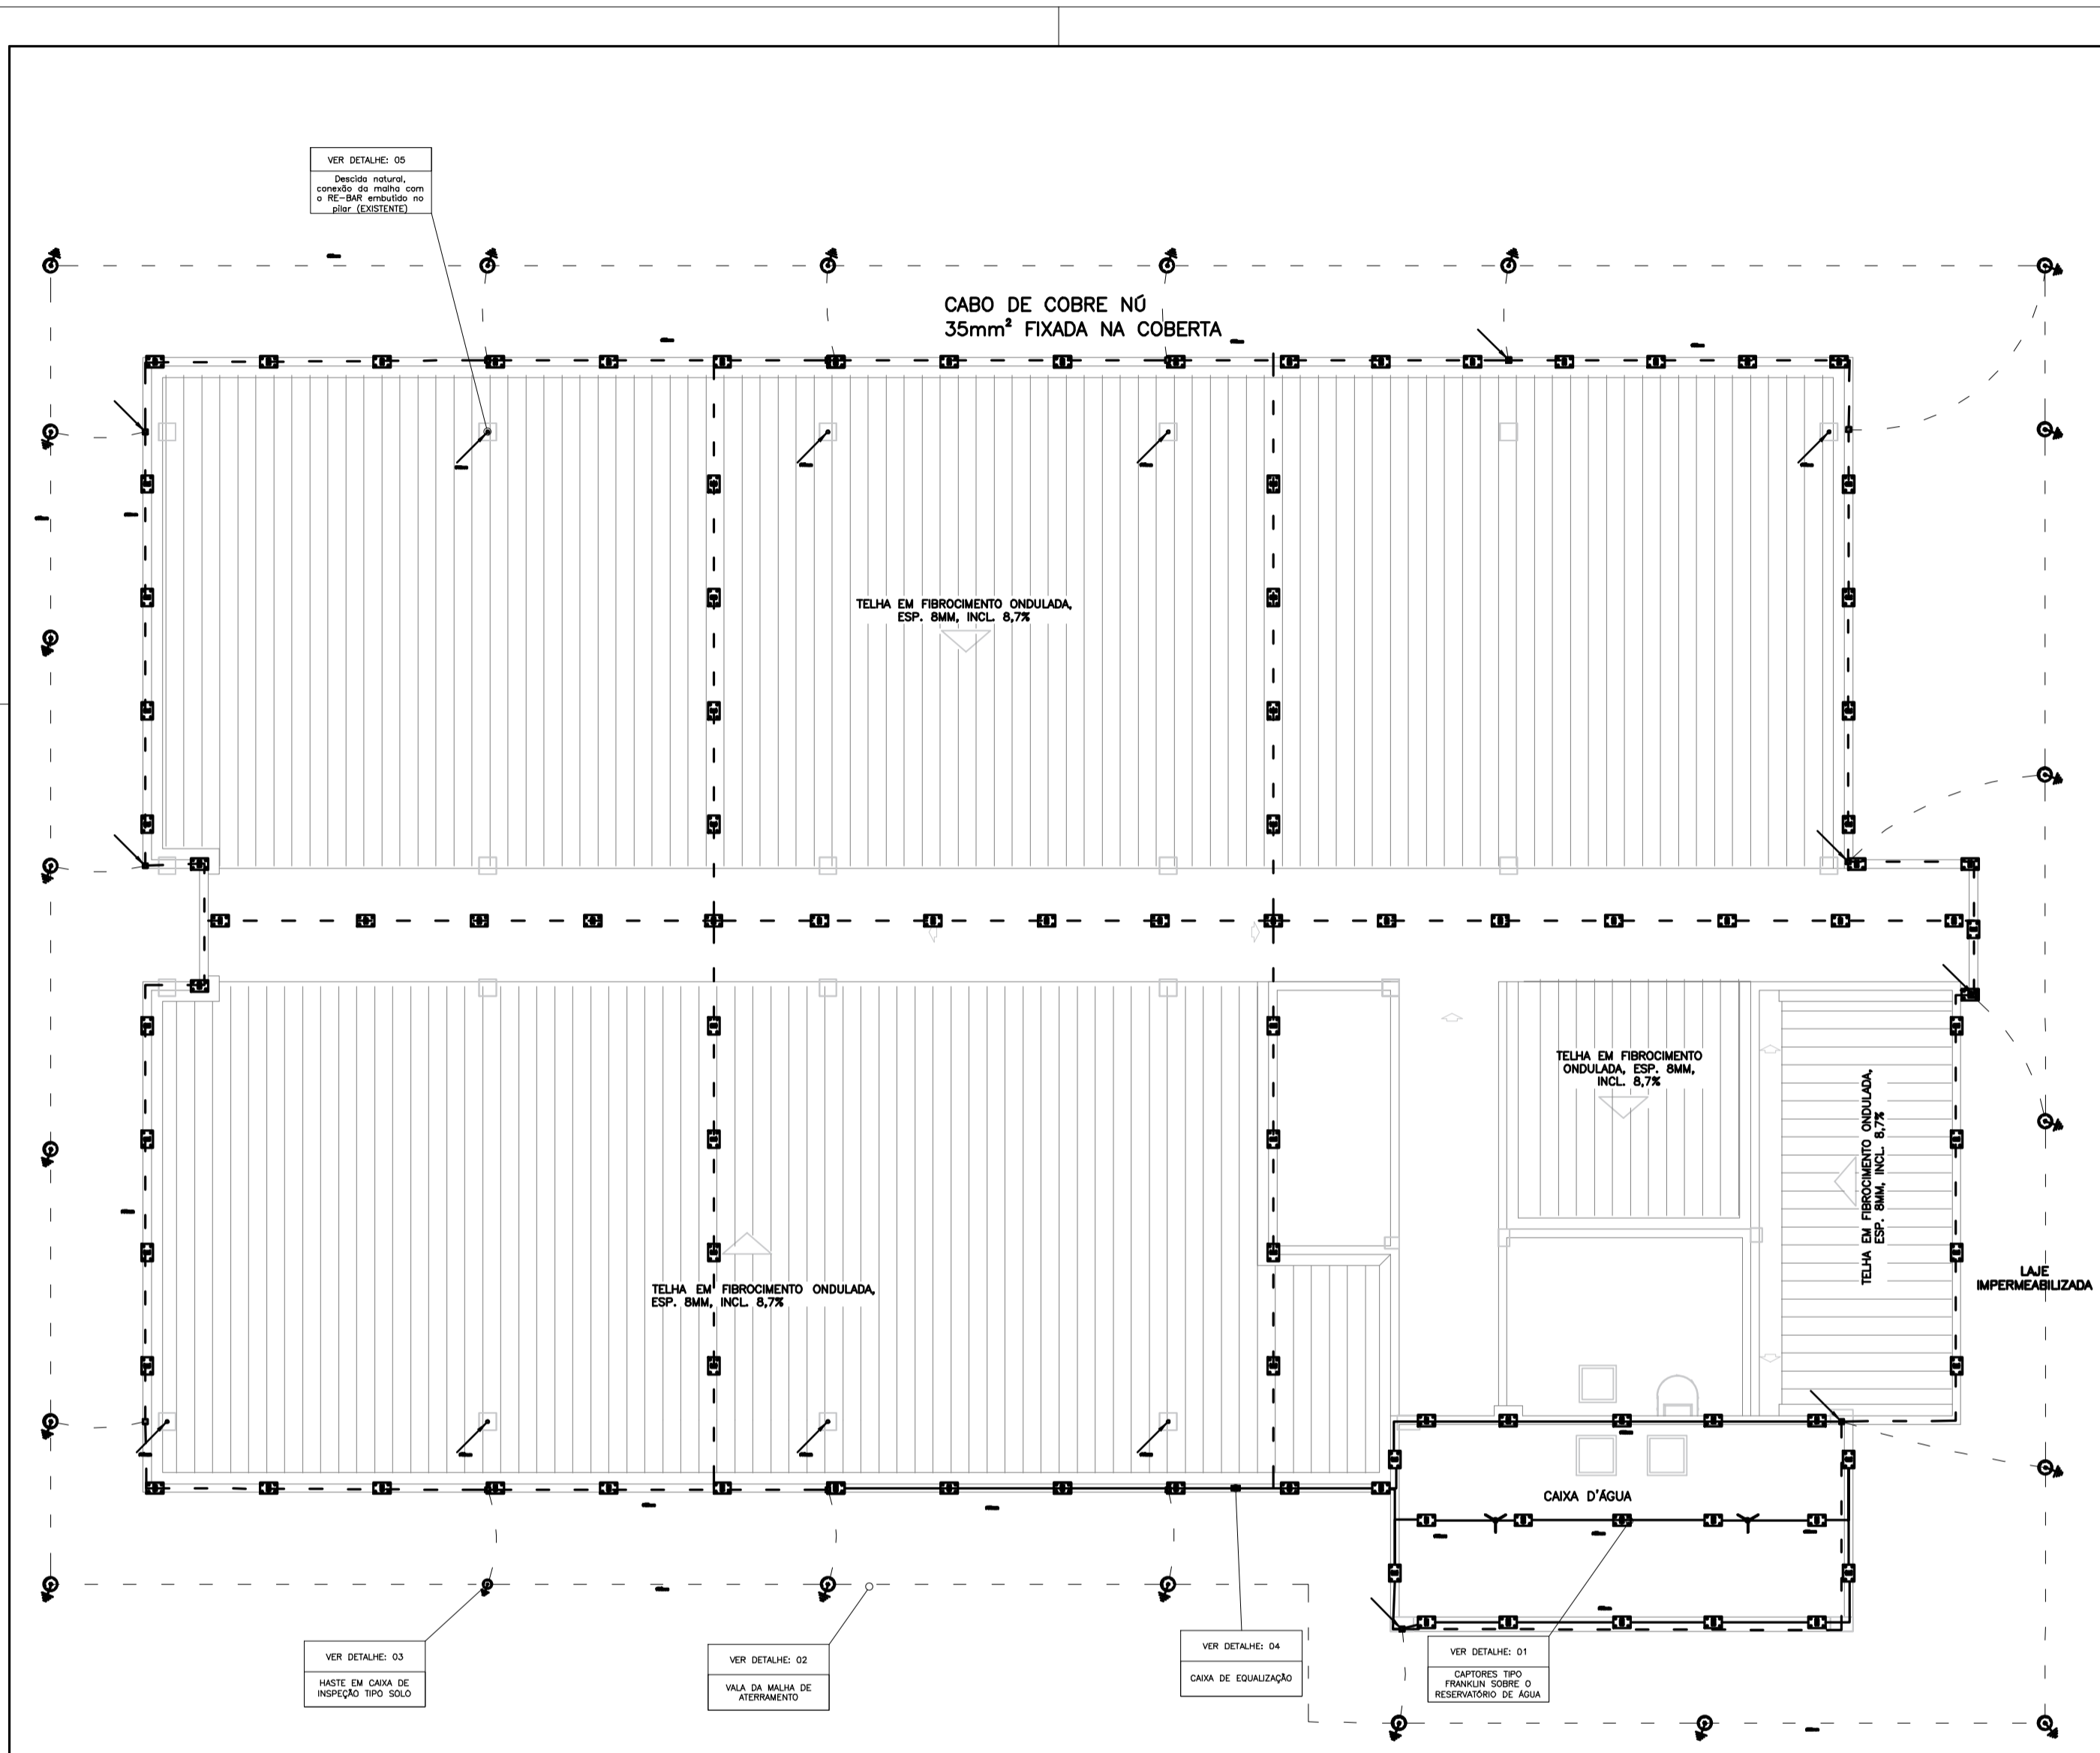 VER DETALHE: 05
Descida natural,
conexão da malha com
o RE-BAR embutido no
pilar (EXISTENTE)
CABO DE COBRE NÚ
35mm² FIXADA NA COBERTA
TELHA EM FIBROCIMENTO ONDULADA,
ESP. 8MM, INCL. 8,7%
TELHA EM FIBROCIMENTO
ONDULADA, ESP. 8MM,
INCL. 8,7%
TELHA EM FIBROCIMENTO ONDULADA,
ESP. 8MM, INCL. 8,7%
LAJE
IMPERMEABILIZADA
TELHA EM FIBROCIMENTO ONDULADA,
ESP. 8MM, INCL. 8,7%
CAIXA D'ÁGUA
VER DETALHE: 03
HASTE EM CAIXA DE
INSPEÇÃO TIPO SOLO
VER DETALHE: 02
VALA DA MALHA DE
ATERRAMENTO
VER DETALHE: 04
CAIXA DE EQUALIZAÇÃO
VER DETALHE: 01
CAPTORES TIPO
FRANKLIN SOBRE O
RESERVATÓRIO DE ÁGUA